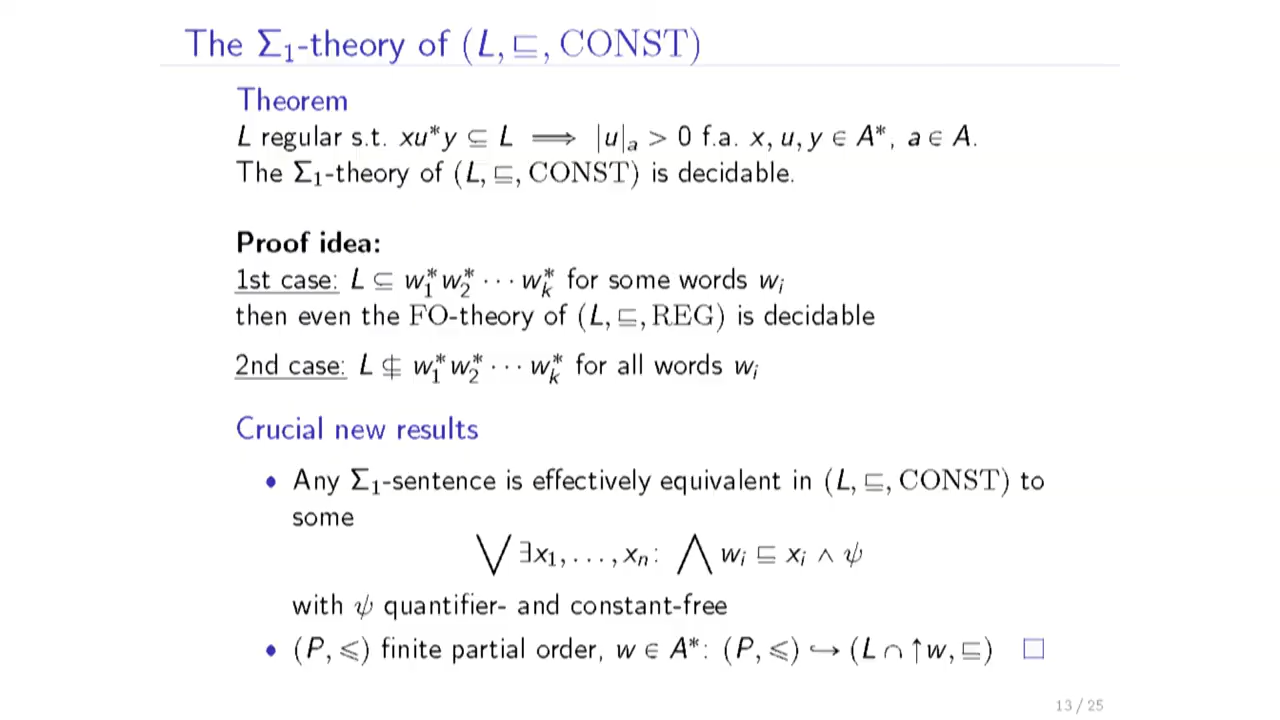 The Σ₁-theory of (L, ⊑, CONST)
Theorem
L regular s.t. xu*y ⊆ L ⟹ |u|ₐ > 0 f.a. x, u, y ∈ A*, a ∈ A.
The Σ₁-theory of (L, ⊑, CONST) is decidable.
Proof idea:
1st case: L ⊆ w₁*w₂* ··· wₖ* for some words wᵢ
then even the FO-theory of (L, ⊑, REG) is decidable
2nd case: L ⊈ w₁*w₂* ··· wₖ* for all words wᵢ
Crucial new results
• Any Σ₁-sentence is effectively equivalent in (L, ⊑, CONST) to
some
⋁ ∃x₁, . . . , xₙ: ⋀ wᵢ ⊑ xᵢ ∧ ψ
with ψ quantifier- and constant-free
• (P, ⩽) finite partial order, w ∈ A*: (P, ⩽) ↪ (L ∩ ↑w, ⊑) □
13 / 25